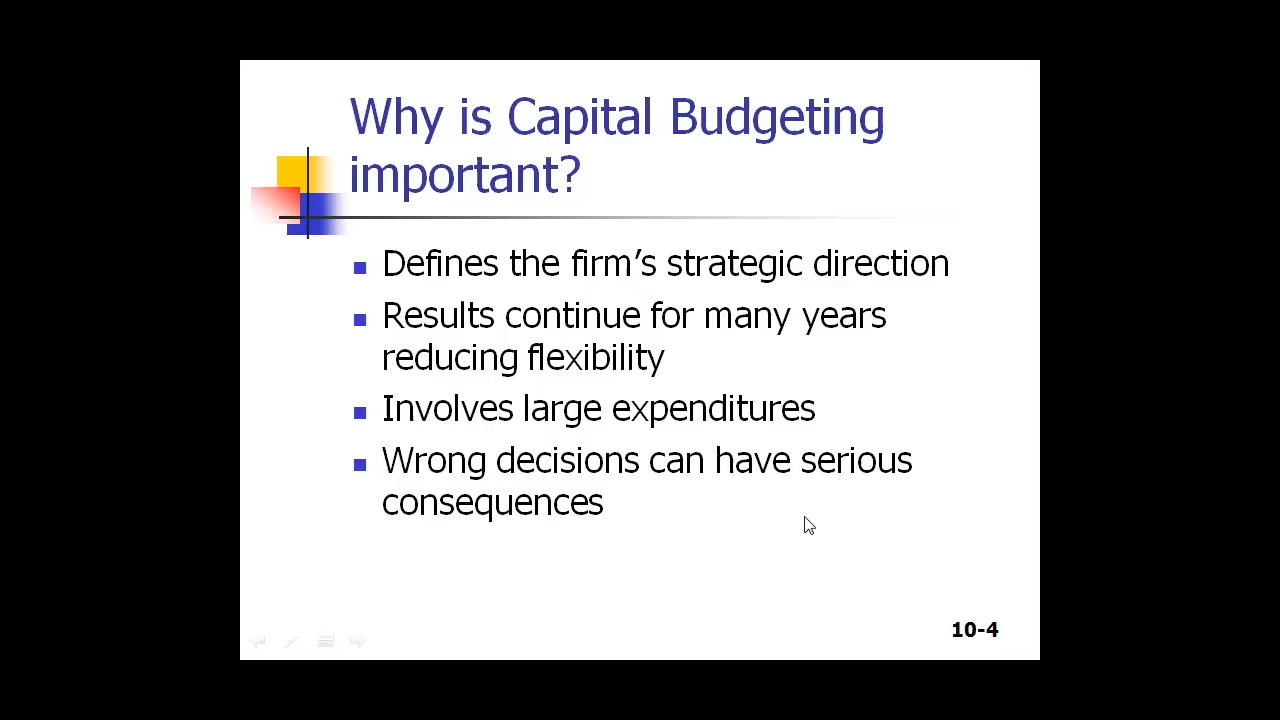 Why is Capital Budgeting
important?
Defines the firm’s strategic direction
Results continue for many years
reducing flexibility
Involves large expenditures
Wrong decisions can have serious
consequences
10-4